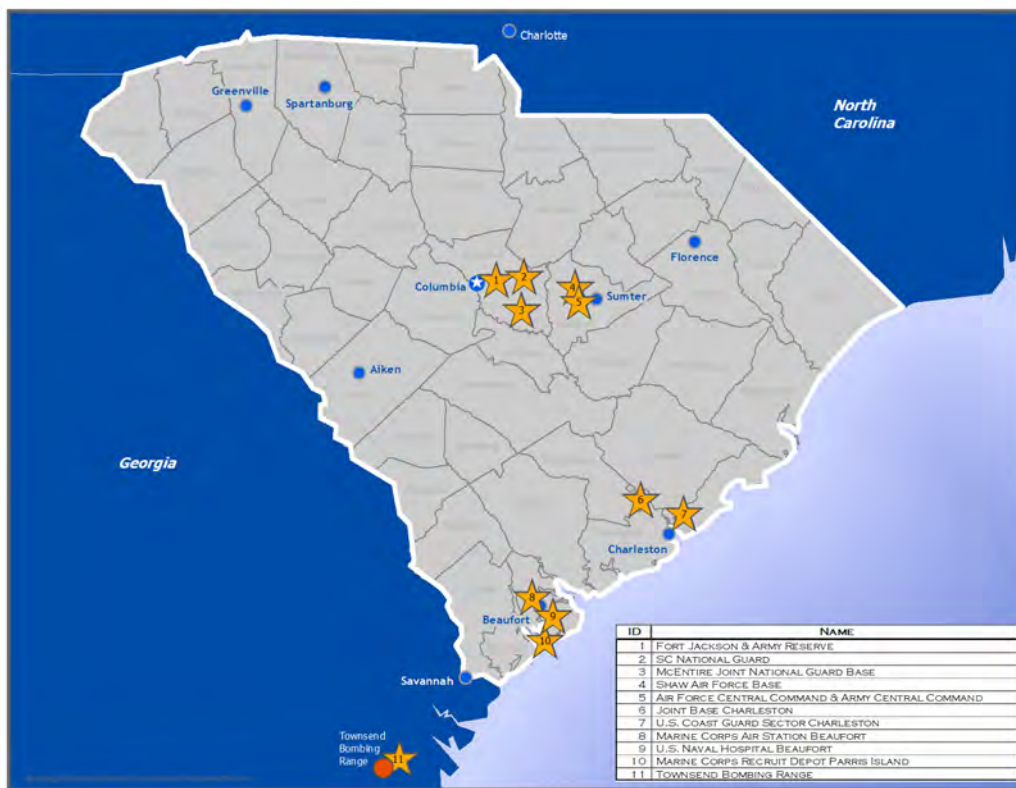 Charlotte
Greenville
Spartanburg
North
Carolina
Florence
Columbia
1
2
4
Sumter
5
3
Aiken
Georgia
6
7
Charleston
8
Beaufort
9
10
Savannah
Townsend
Bombing
Range
11
ID NAME
1 FORT JACKSON & ARMY RESERVE
2 SC NATIONAL GUARD
3 MCENTIRE JOINT NATIONAL GUARD BASE
4 SHAW AIR FORCE BASE
5 AIR FORCE CENTRAL COMMAND & ARMY CENTRAL COMMAND
6 JOINT BASE CHARLESTON
7 U.S. COAST GUARD SECTOR CHARLESTON
8 MARINE CORPS AIR STATION BEAUFORT
9 U.S. NAVAL HOSPITAL BEAUFORT
10 MARINE CORPS RECRUIT DEPOT PARRIS ISLAND
11 TOWNSEND BOMBING RANGE